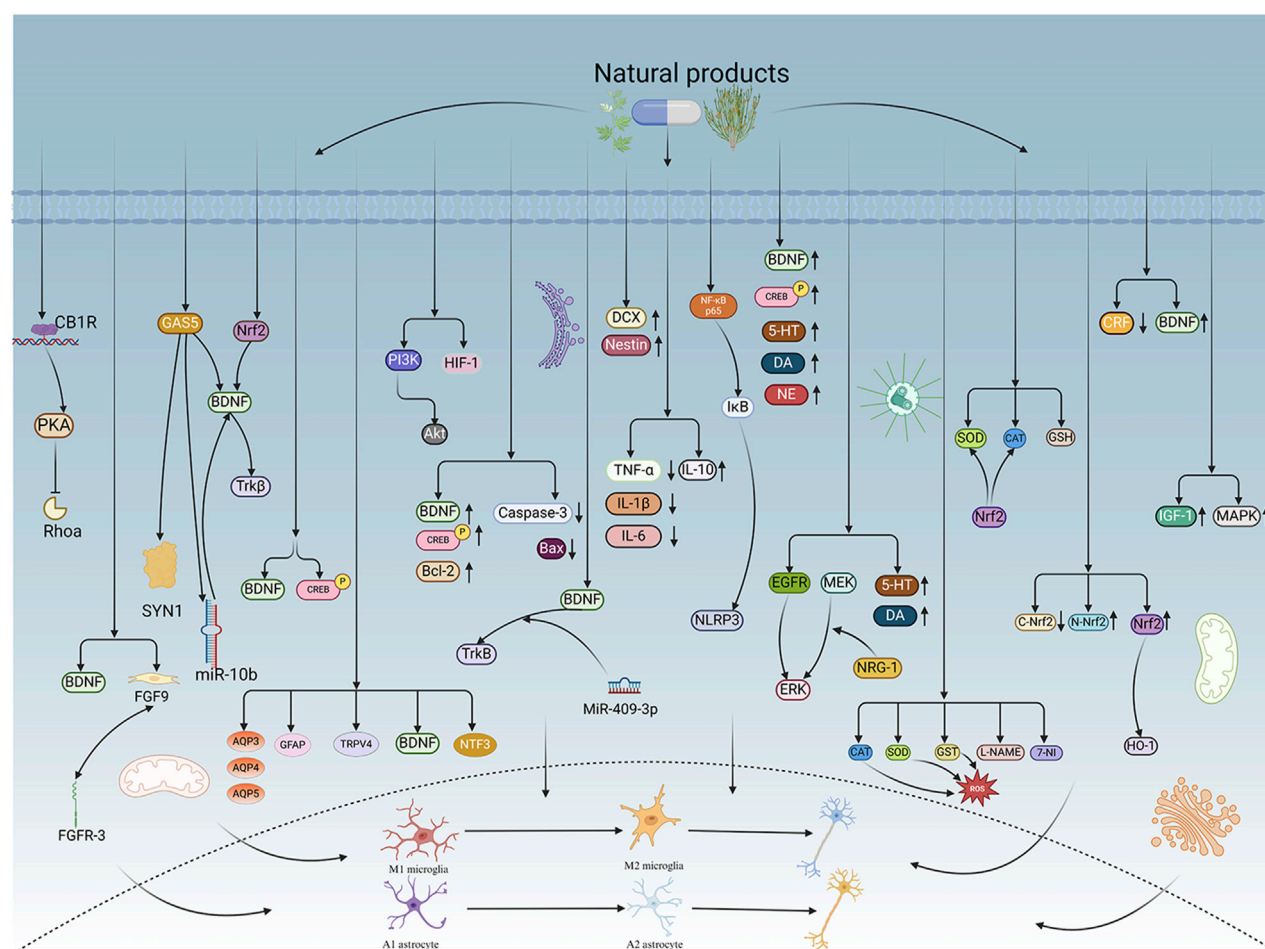 Natural products
BDNF
CREB
P
5-HT
DA
NE
CB1R
GAS5
Nrf2
DCX
Nestin
NF-κB
p65
CRF
BDNF
PI3K
HIF-1
BDNF
IκB
PKA
Akt
SOD
CAT
GSH
TNF-α
IL-10
Trkβ
IL-1β
IL-6
BDNF
CREB
P
Bcl-2
Caspase-3
Bax
Nrf2
IGF-1
MAPK
Rhoa
SYN1
BDNF
CREB
P
BDNF
TrkB
MiR-409-3p
NLRP3
EGFR
MEK
5-HT
DA
NRG-1
ERK
C-Nrf2
N-Nrf2
Nrf2
HO-1
miR-10b
BDNF
FGF9
FGFR-3
AQP3
AQP4
AQP5
GFAP
TRPV4
BDNF
NTF3
CAT
SOD
GST
L-NAME
7-NI
ROS
M1 microglia
M2 microglia
A1 astrocyte
A2 astrocyte